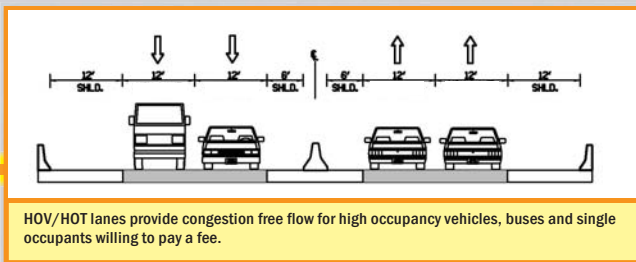 ℄
12' 12' 12' 6' 6' 12' 12' 12'
SHLD. SHLD. SHLD. SHLD.
HOV/HOT lanes provide congestion free flow for high occupancy vehicles, buses and single
occupants willing to pay a fee.